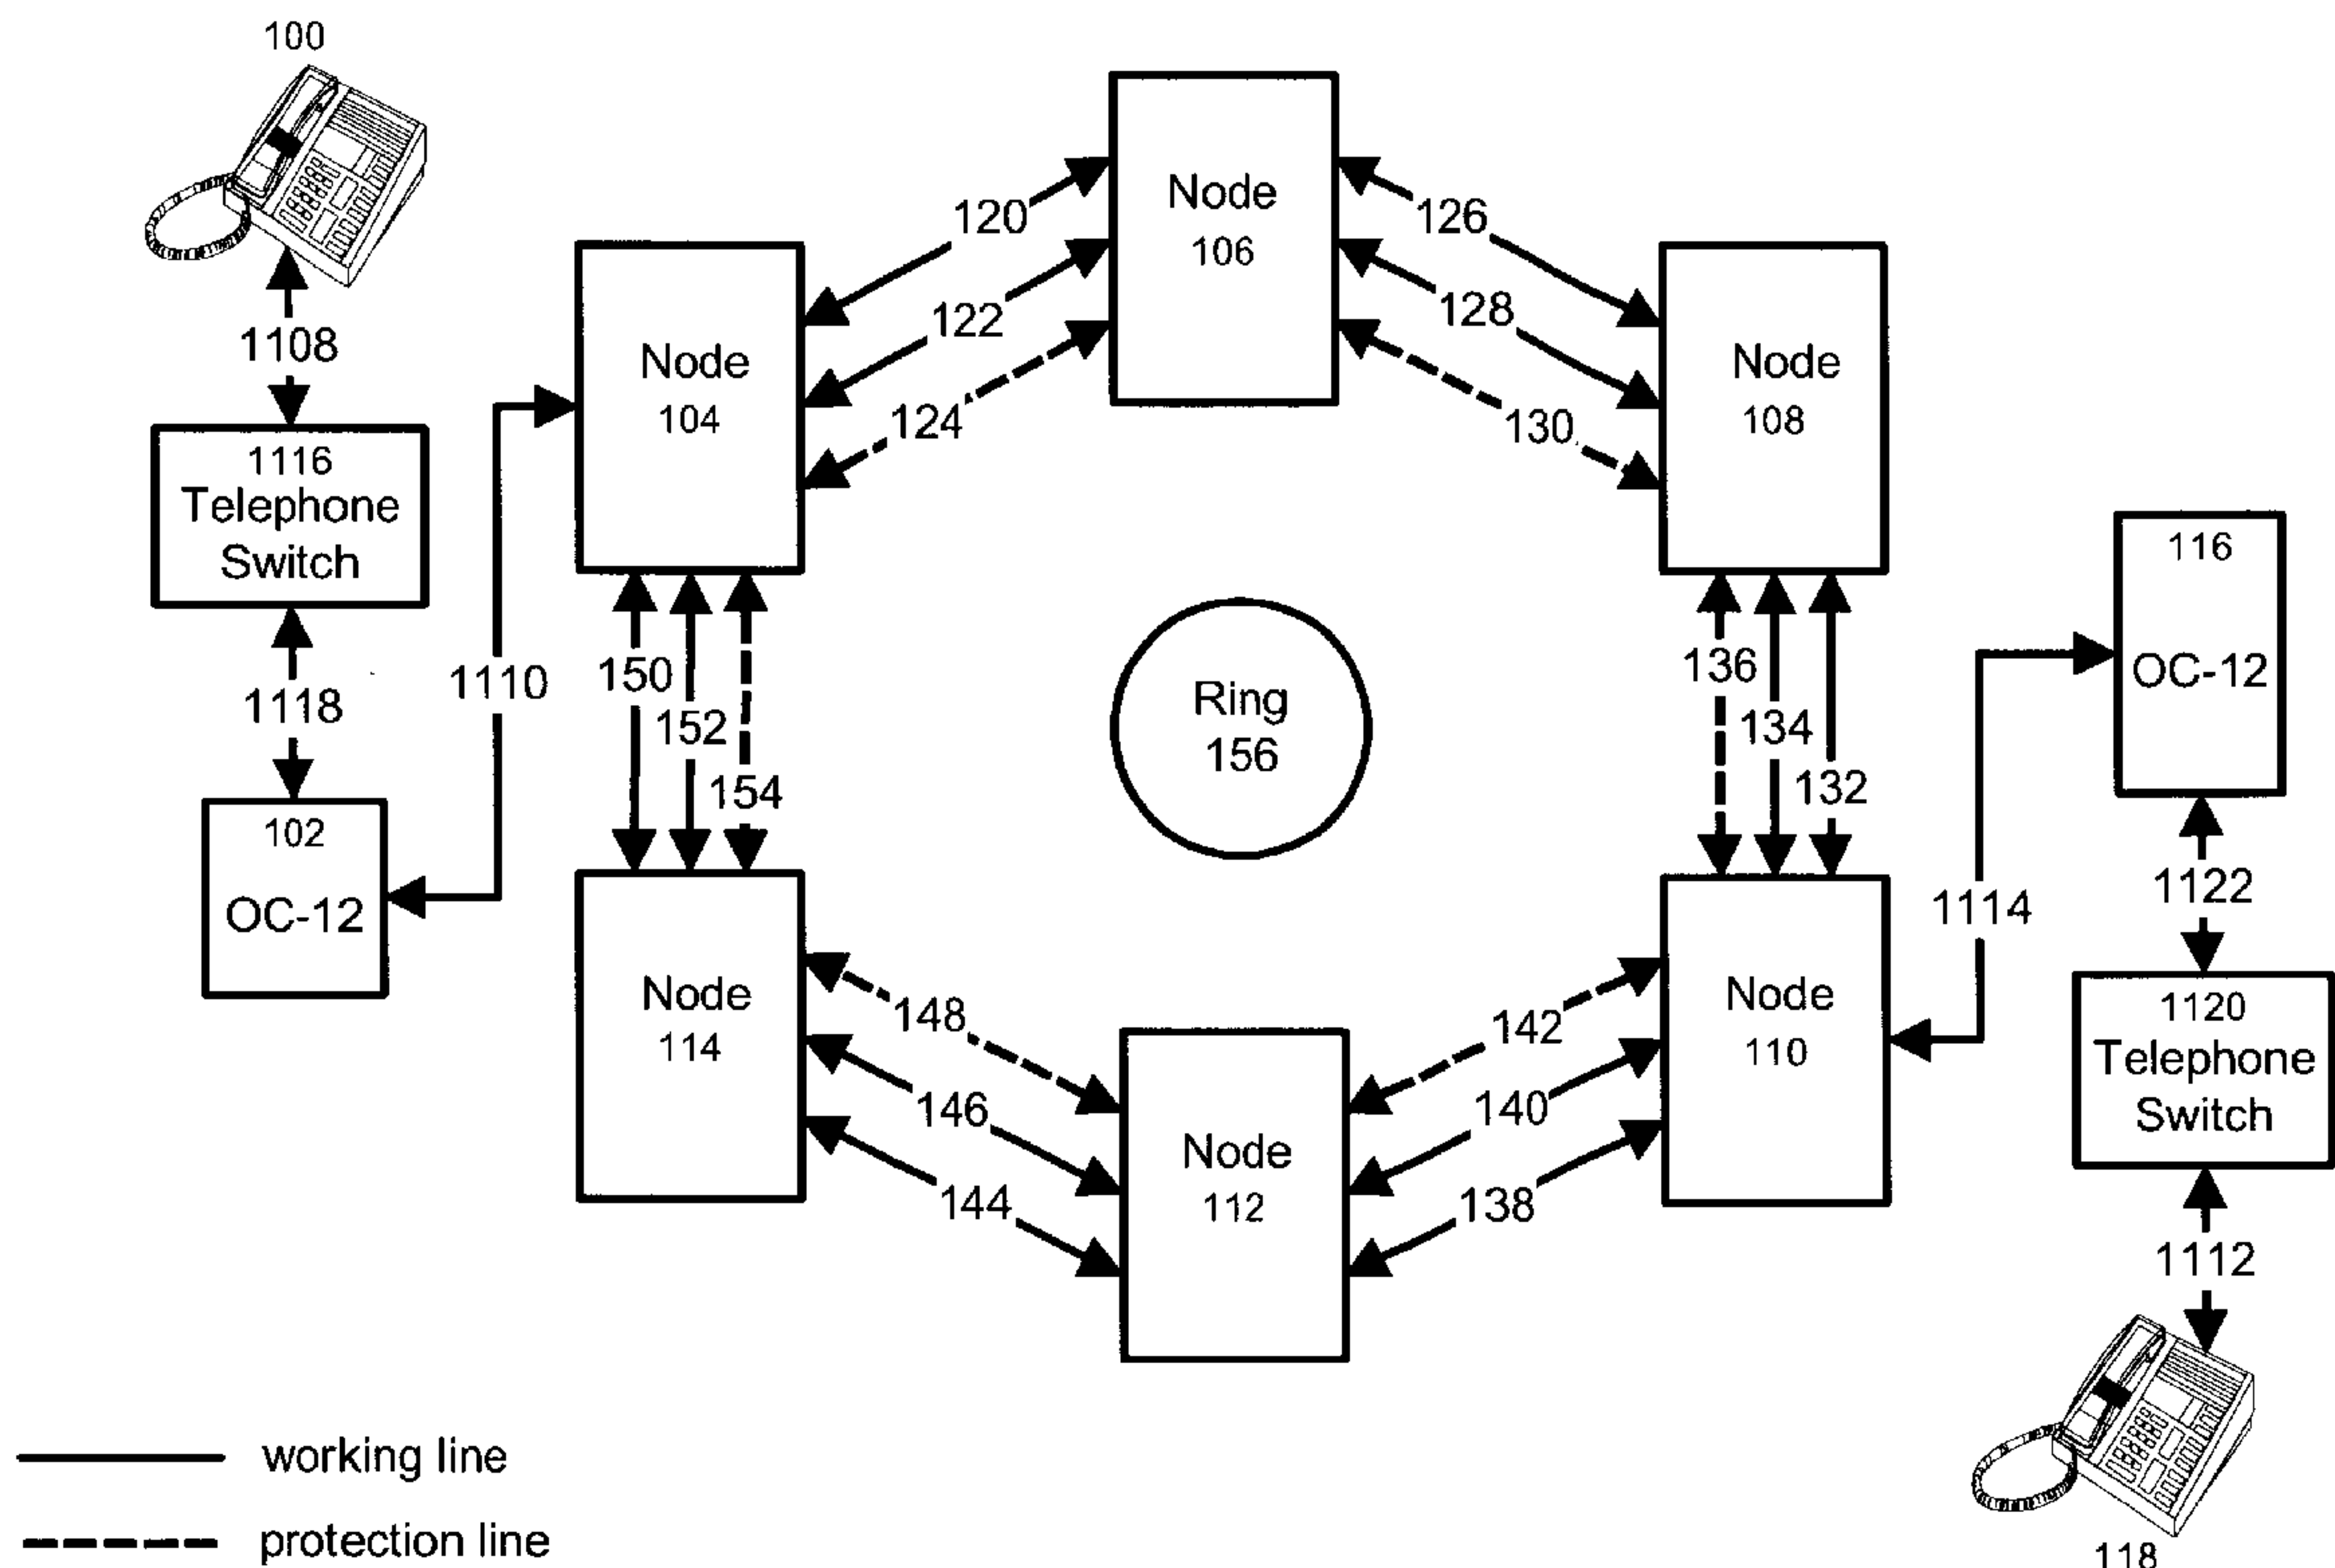 100
1108
1116
Telephone
Switch
1118
102
OC-12
1110
Node
104
120
122
124
Node
106
126
128
130
Node
108
150
152
154
Ring
156
136
134
132
116
OC-12
1122
1114
1120
Telephone
Switch
1112
118
Node
114
148
146
144
Node
112
142
140
138
Node
110
working line
protection line